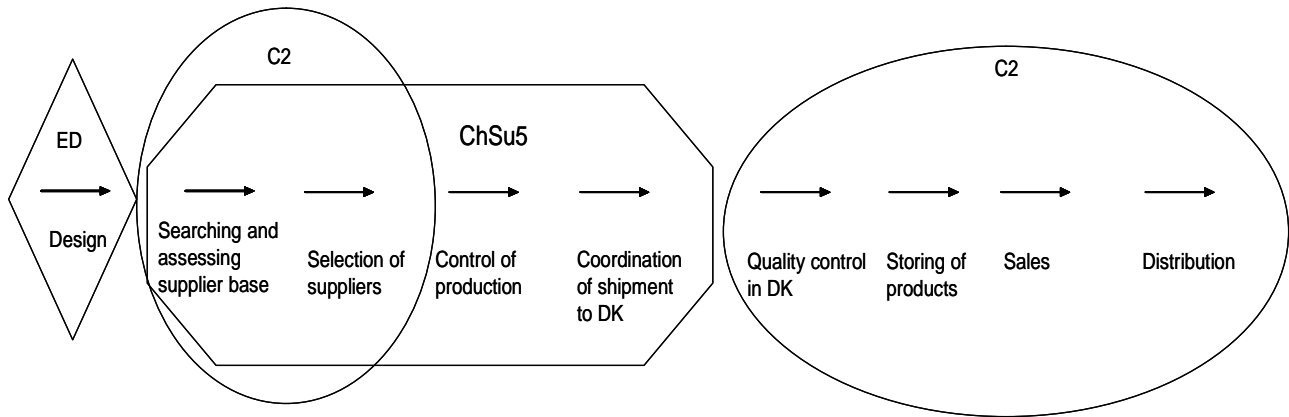 C2
C2
ED
ChSu5
Design
Searching and
assessing
supplier base
Selection of
suppliers
Control of
production
Coordination
of shipment
to DK
Quality control
in DK
Storing of
products
Sales
Distribution